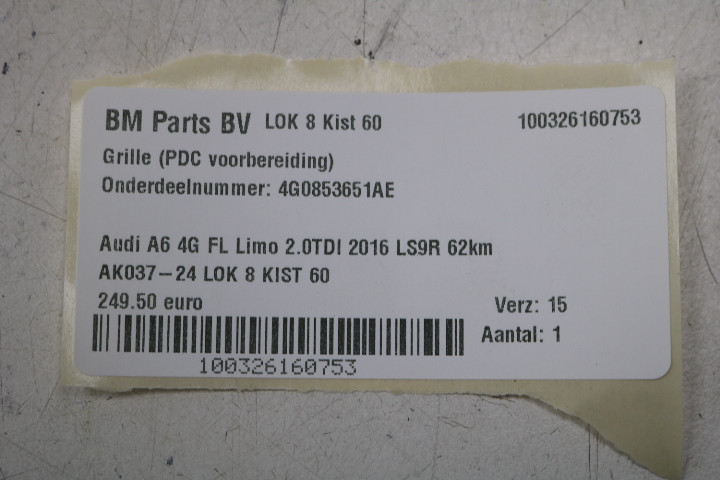 BM Parts BV LOK 8 Kist 60 100326160753
Grille (PDC voorbereiding)
Onderdeelnummer: 4G0853651AE
Audi A6 4G FL Limo 2.0TDI 2016 LS9R 62km
AK037-24 LOK 8 KIST 60
249.50 euro Verz: 15
Aantal: 1
100326160753